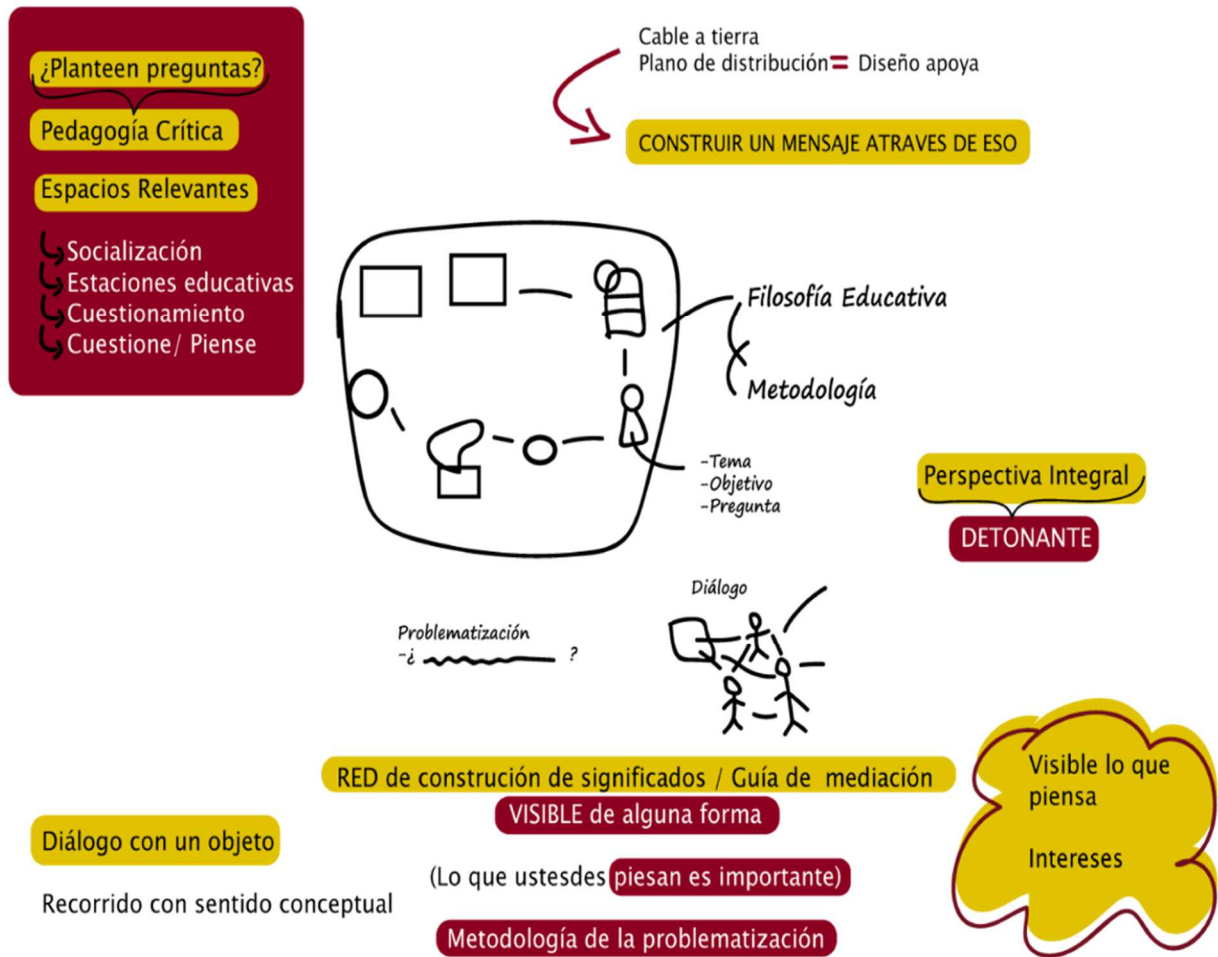 ¿Planteen preguntas?
Pedagogía Crítica
Espacios Relevantes
Socialización
Estaciones educativas
Cuestionamiento
Cuestione/ Piense
Cable a tierra
Plano de distribución = Diseño apoya
CONSTRUIR UN MENSAJE ATRAVES DE ESO
Filosofía Educativa
Metodología
-Tema
-Objetivo
-Pregunta
Perspectiva Integral
DETONANTE
Diálogo
Problematización
-¿ ?
RED de construción de significados / Guía de mediación
VISIBLE de alguna forma
(Lo que ustesdes piesan es importante)
Metodología de la problematización
Diálogo con un objeto
Recorrido con sentido conceptual
Visible lo que
piensa
Intereses